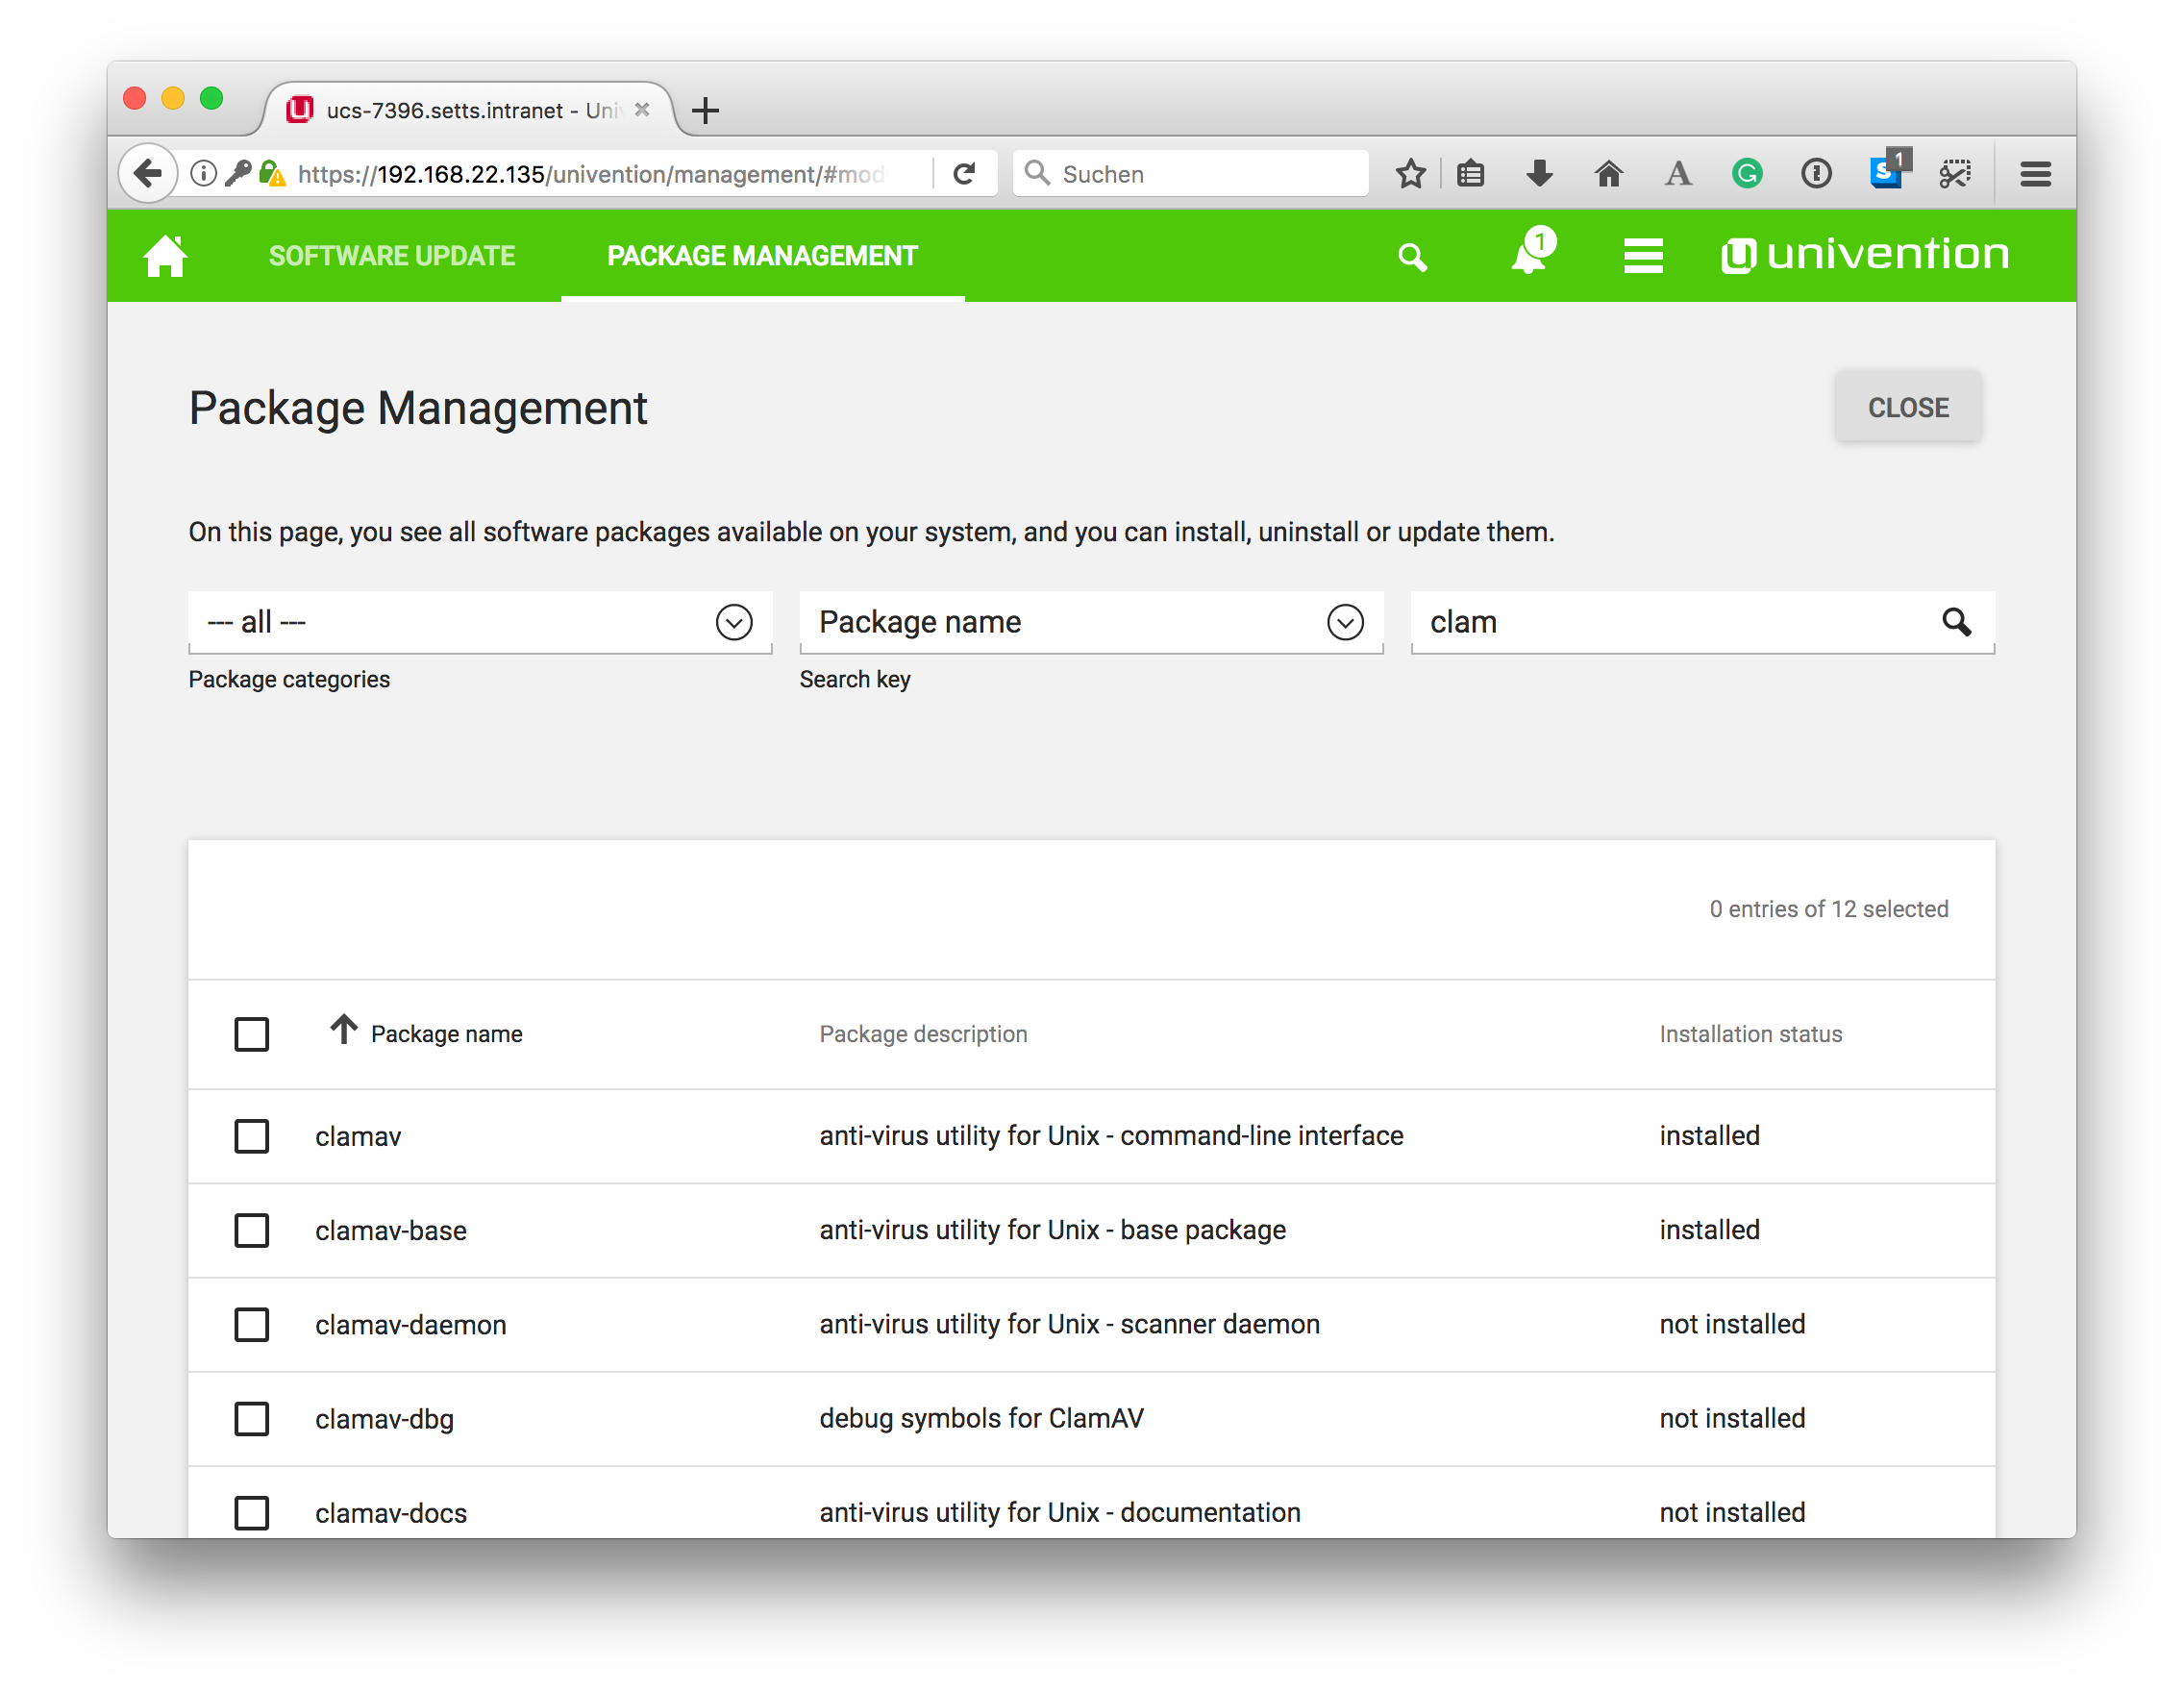 ucs-7396.setts.intranet - Uni
https://192.168.22.135/univention/management/#mod
Suchen
1
SOFTWARE UPDATE
PACKAGE MANAGEMENT
1
univention
Package Management
CLOSE
On this page, you see all software packages available on your system, and you can install, uninstall or update them.
--- all ---
Package name
clam
Package categories
Search key
0 entries of 12 selected
Package name
Package description
Installation status
clamav
anti-virus utility for Unix - command-line interface
installed
clamav-base
anti-virus utility for Unix - base package
installed
clamav-daemon
anti-virus utility for Unix - scanner daemon
not installed
clamav-dbg
debug symbols for ClamAV
not installed
clamav-docs
anti-virus utility for Unix - documentation
not installed